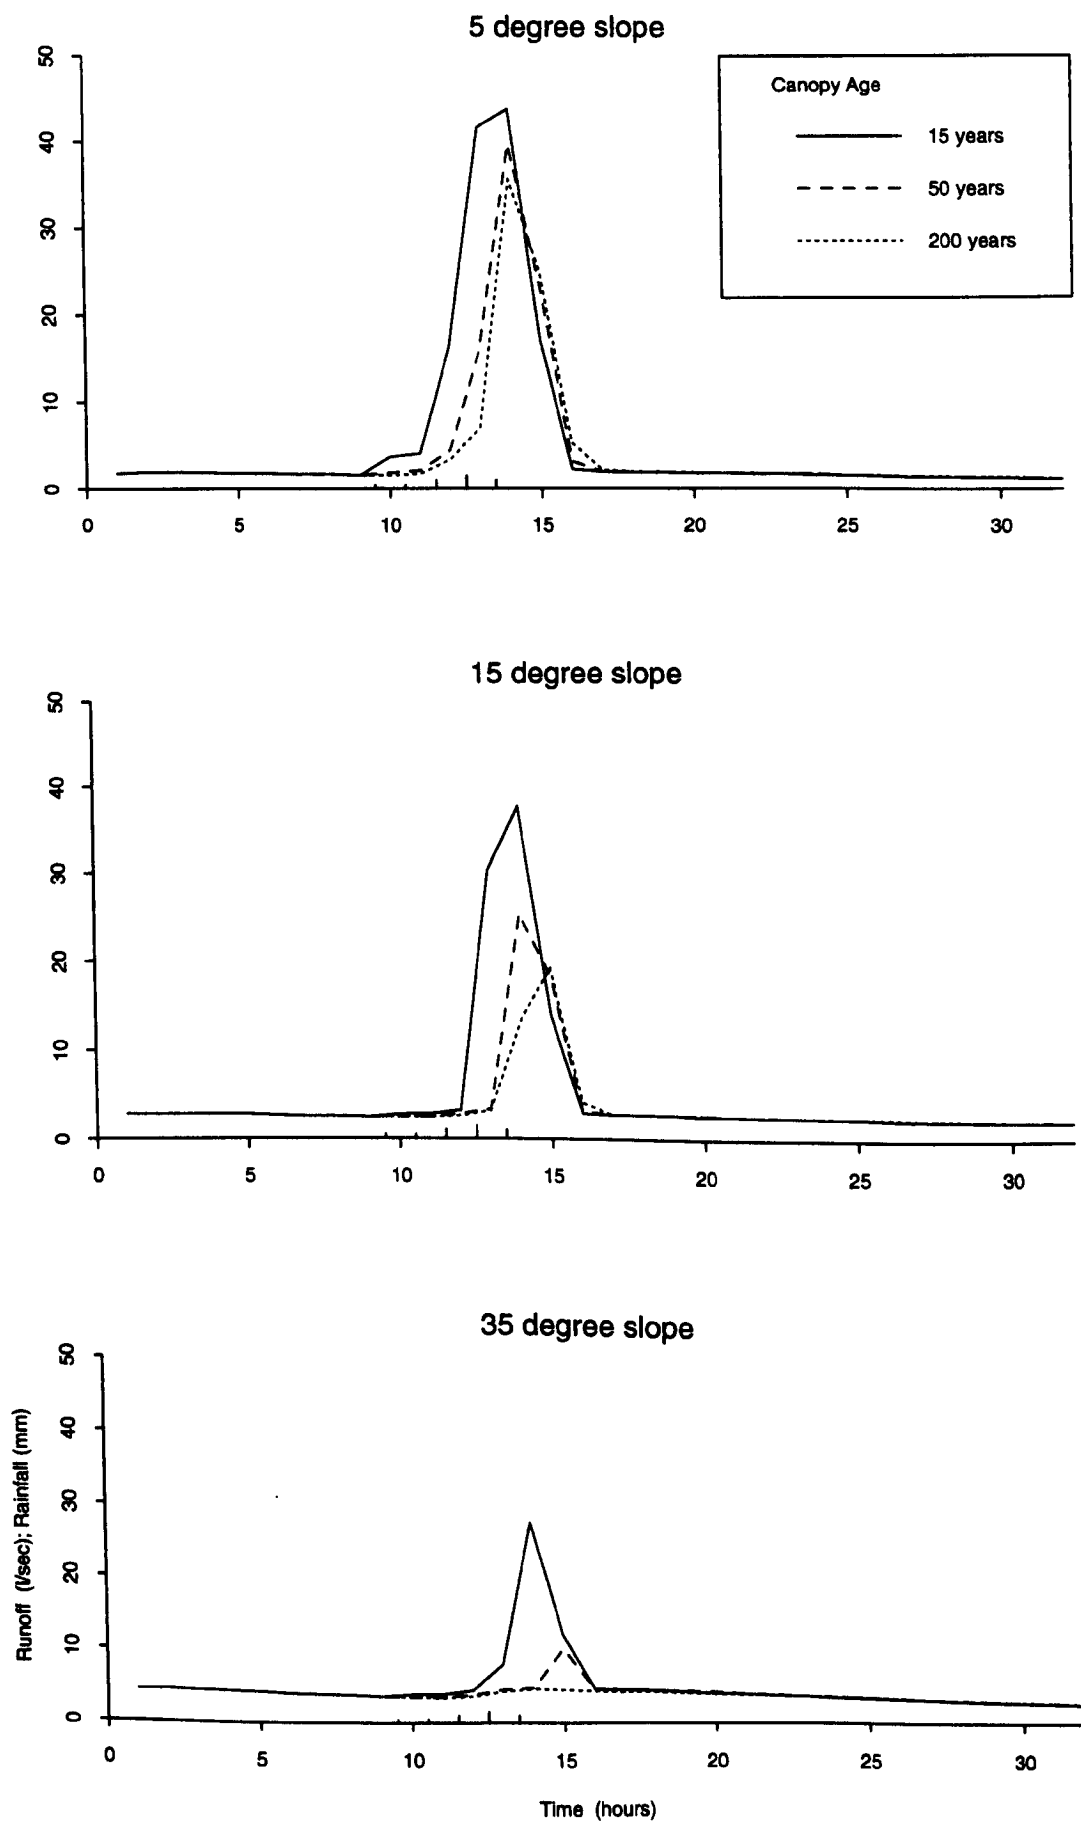 5 degree slope
50
40
30
20
10
0
0 5 10 15 20 25 30
Canopy Age
15 years
50 years
200 years
15 degree slope
50
40
30
20
10
0
0 5 10 15 20 25 30
35 degree slope
50
40
30
20
10
0
Runoff (l/sec); Rainfall (mm)
0 5 10 15 20 25 30
Time (hours)